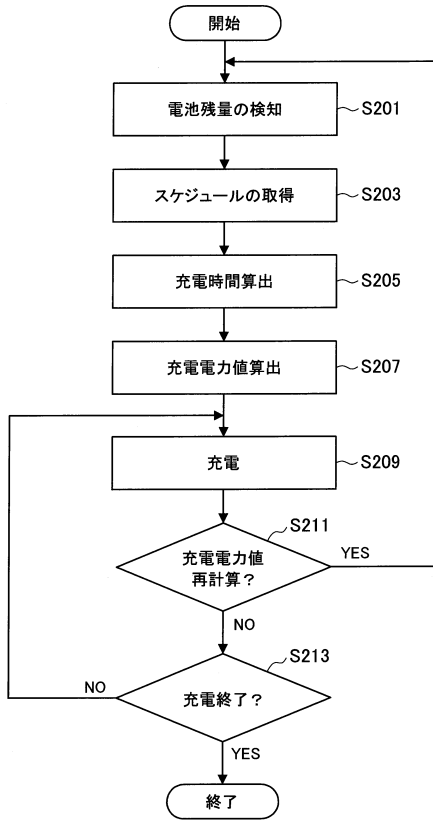 開始
電池残量の検知
S201
スケジュールの取得
S203
充電時間算出
S205
充電電力値算出
S207
充電
S209
S211
充電電力値
再計算？
YES
NO
S213
充電終了？
NO
YES
終了